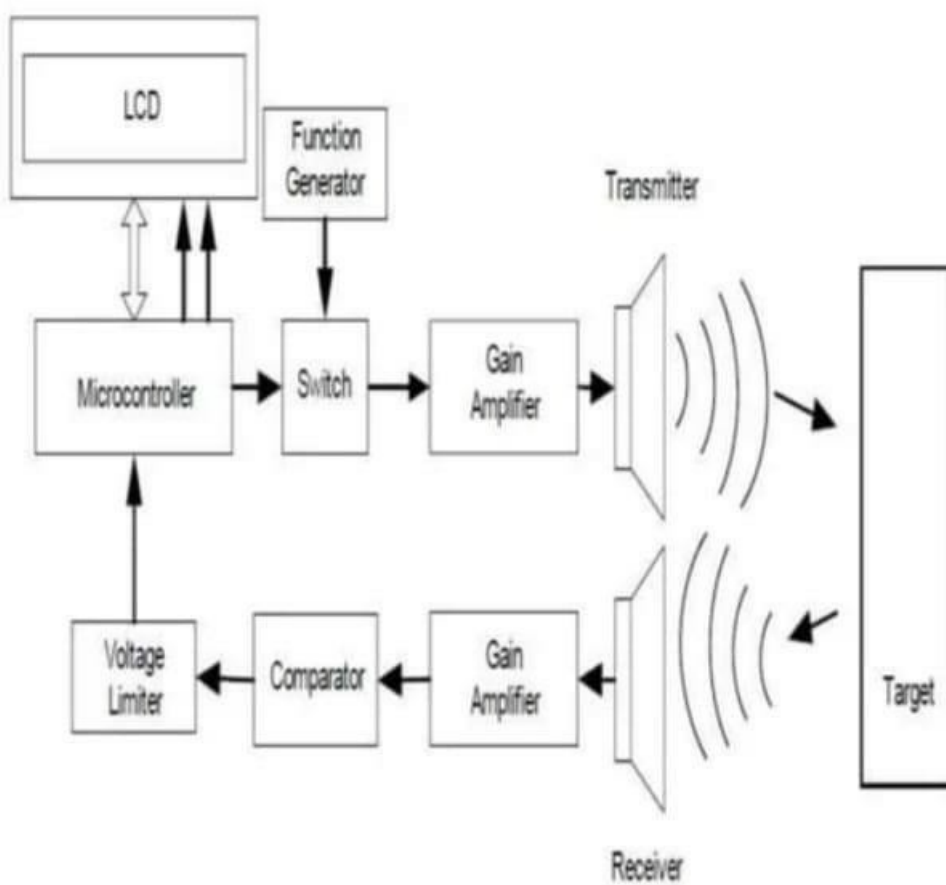 LCD
Function
Generator
Transmitter
Microcontroller
Switch
Gain
Amplifier
Voltage
Limiter
Comparator
Gain
Amplifier
Target
Receiver